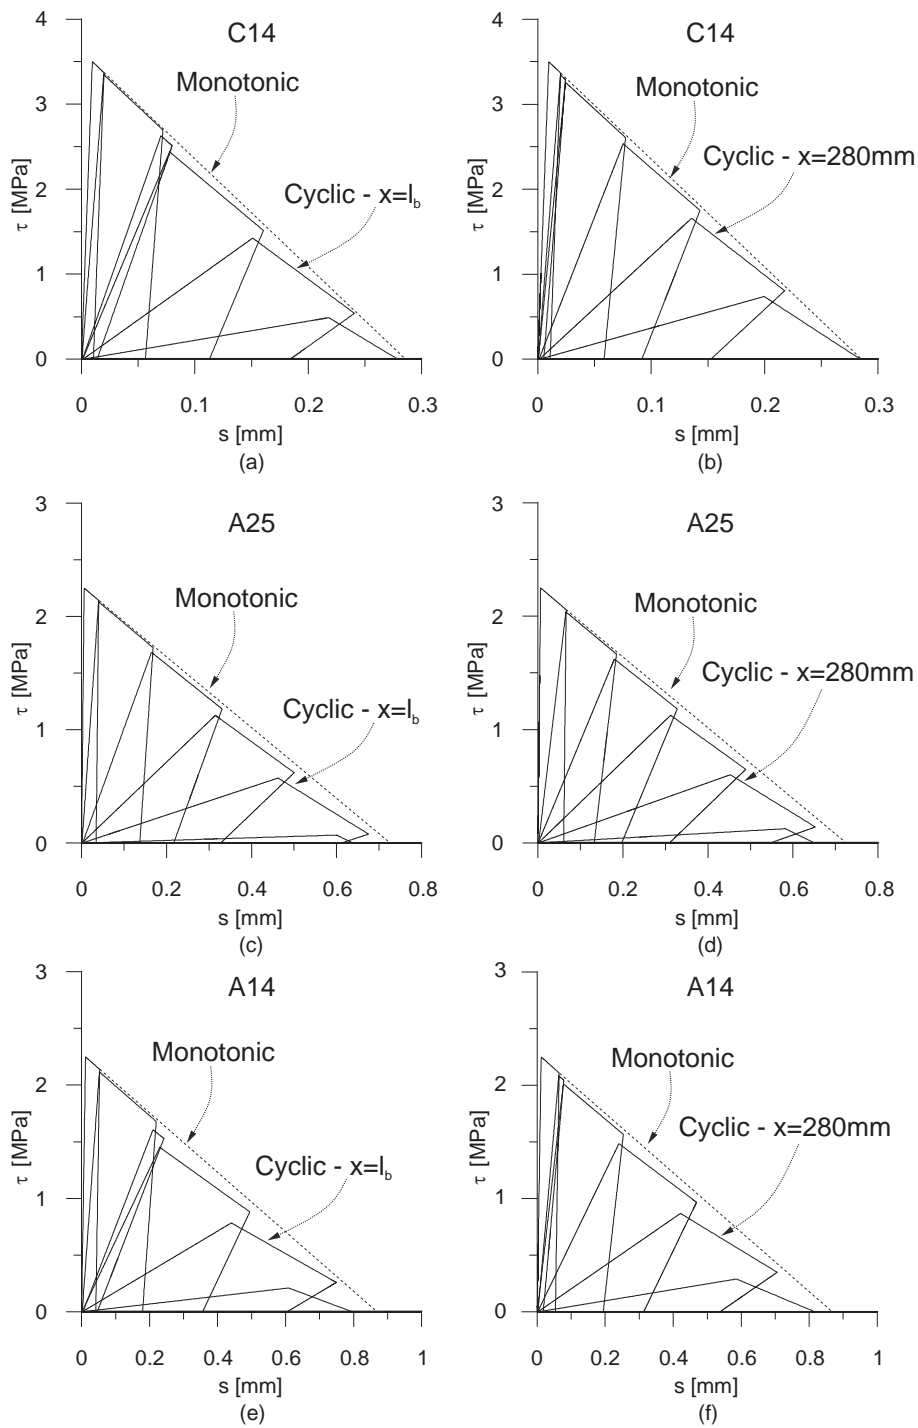 C14
Monotonic
Cyclic - x=lb
τ [MPa]
4
3
2
1
0
0 0.1 0.2 0.3
s [mm]
(a)
C14
Monotonic
Cyclic - x=280mm
τ [MPa]
4
3
2
1
0
0 0.1 0.2 0.3
s [mm]
(b)
A25
Monotonic
Cyclic - x=lb
τ [MPa]
3
2
1
0
0 0.2 0.4 0.6 0.8
s [mm]
(c)
A25
Monotonic
Cyclic - x=280mm
τ [MPa]
3
2
1
0
0 0.2 0.4 0.6 0.8
s [mm]
(d)
A14
Monotonic
Cyclic - x=lb
τ [MPa]
3
2
1
0
0 0.2 0.4 0.6 0.8 1
s [mm]
(e)
A14
Monotonic
Cyclic - x=280mm
τ [MPa]
3
2
1
0
0 0.2 0.4 0.6 0.8 1
s [mm]
(f)